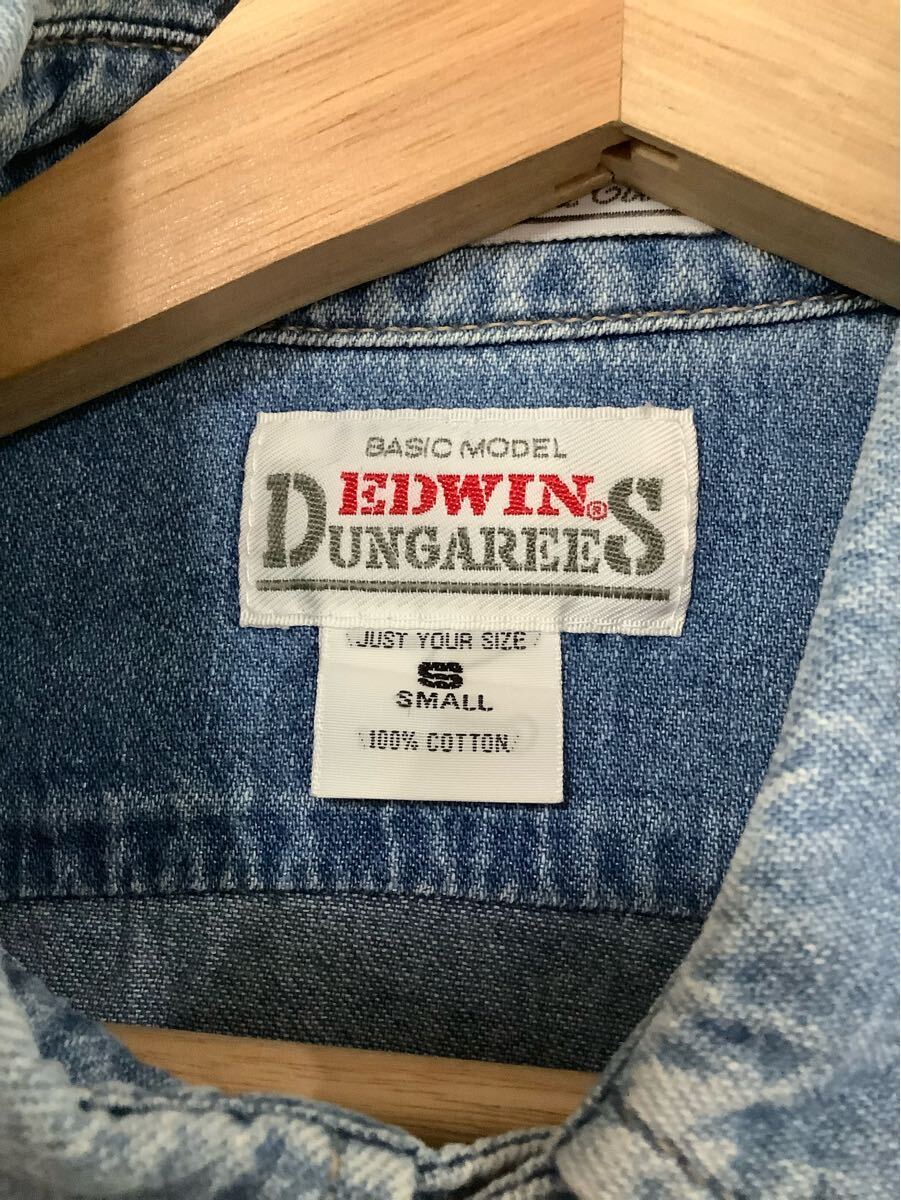 BASIC MODEL
EDWIN®
DUNGAREES
JUST YOUR SIZE
S
SMALL
100% COTTON